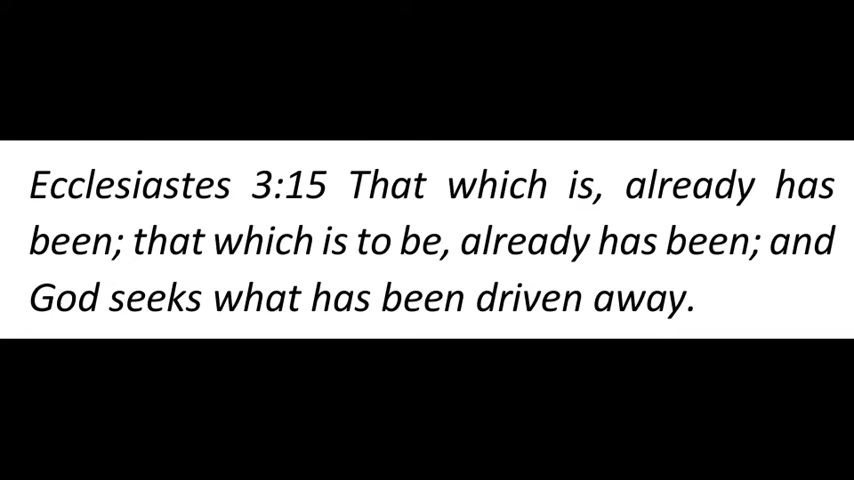 Ecclesiastes 3:15 That which is, already has
been; that which is to be, already has been; and
God seeks what has been driven away.